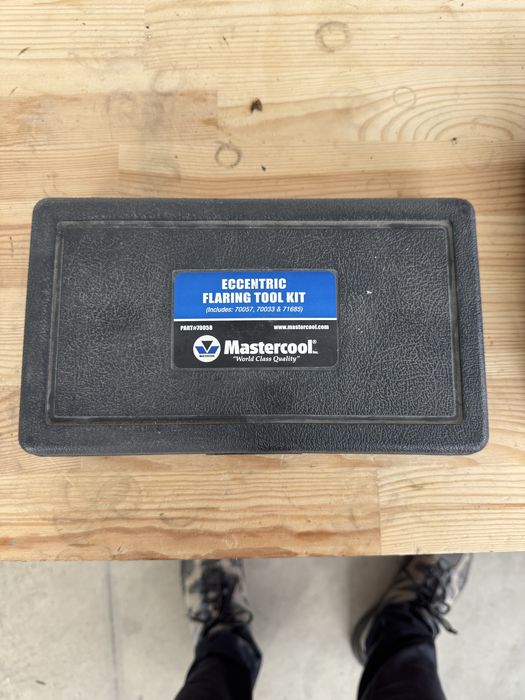 ECCENTRIC
FLARING TOOL KIT
(Includes: 70057, 70033 & 71685)
PART#70058 www.mastercool.com
Mastercool®
"World Class Quality"